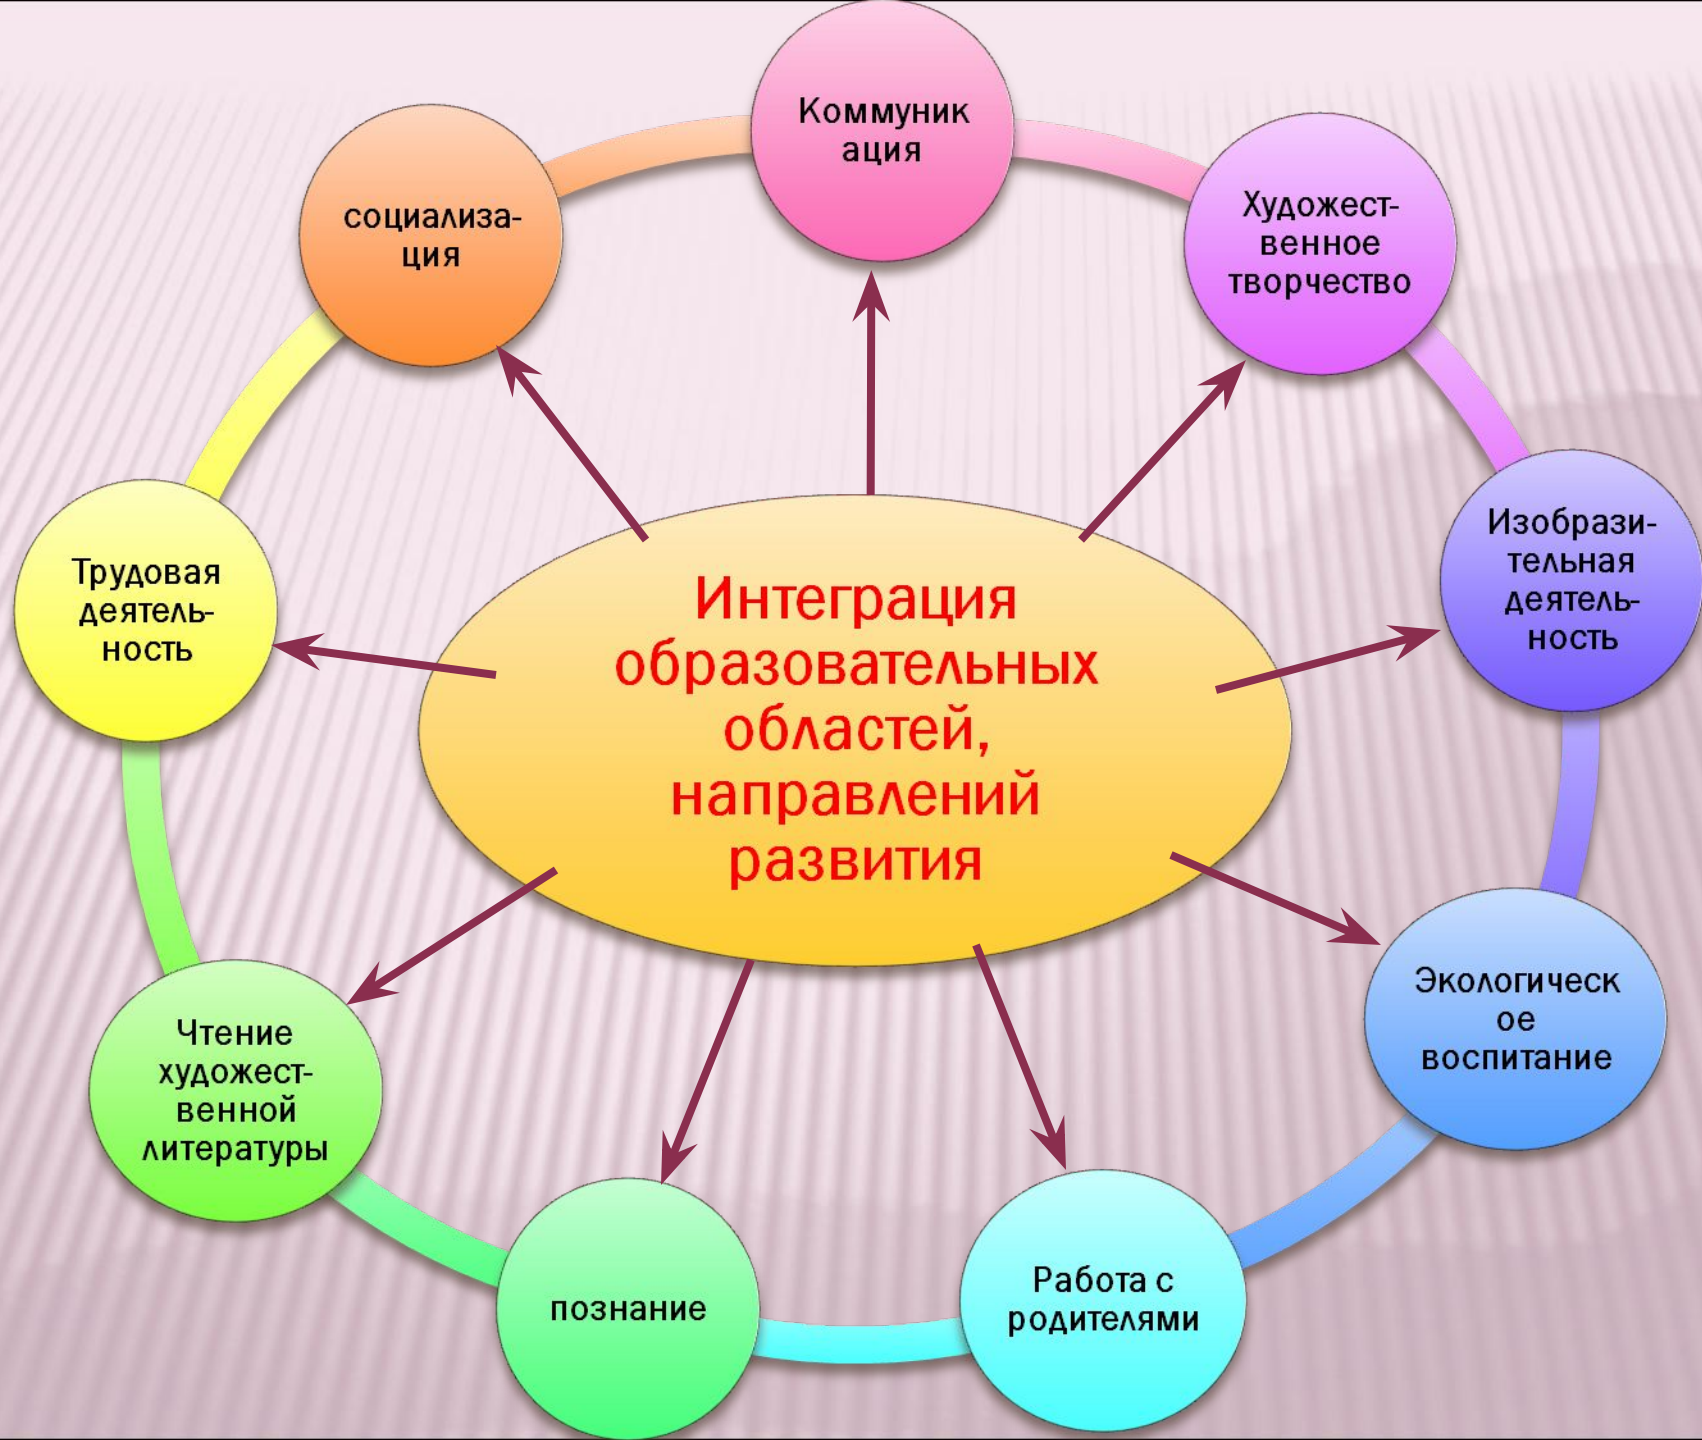 Коммуник
ация
социализа-
ция
Художест-
венное
творчество
Изобрази-
тельная
деятель-
ность
Трудовая
деятель-
ность
Интеграция
образовательных
областей,
направлений
развития
Экологическ
ое
воспитание
Чтение
художест-
венной
литературы
познание
Работа с
родителями